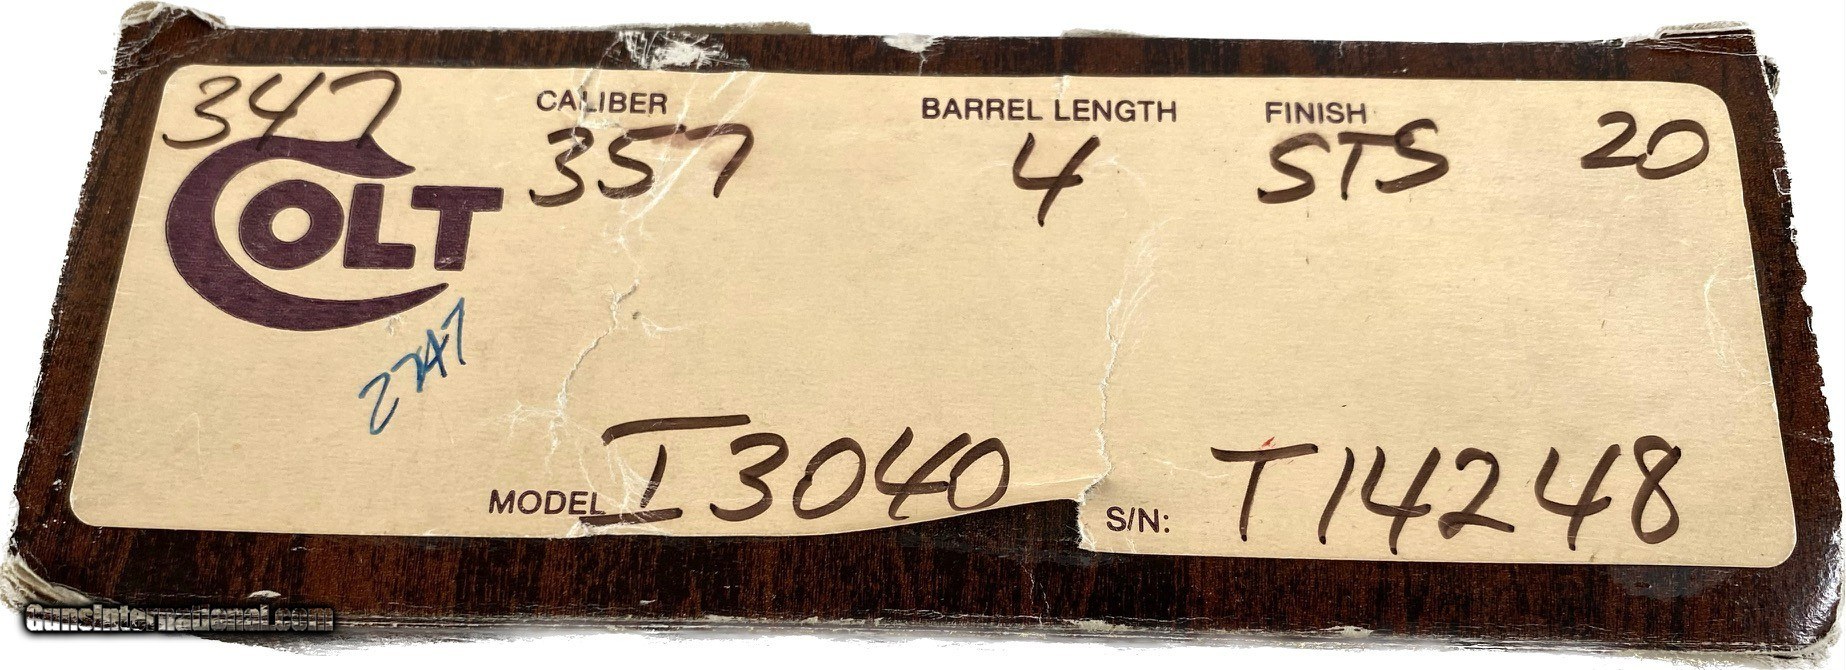 347
CALIBER BARREL LENGTH FINISH
357 4 STS 20
COLT
2747
MODEL I3040
S/N: T14248
GunsInternational.com